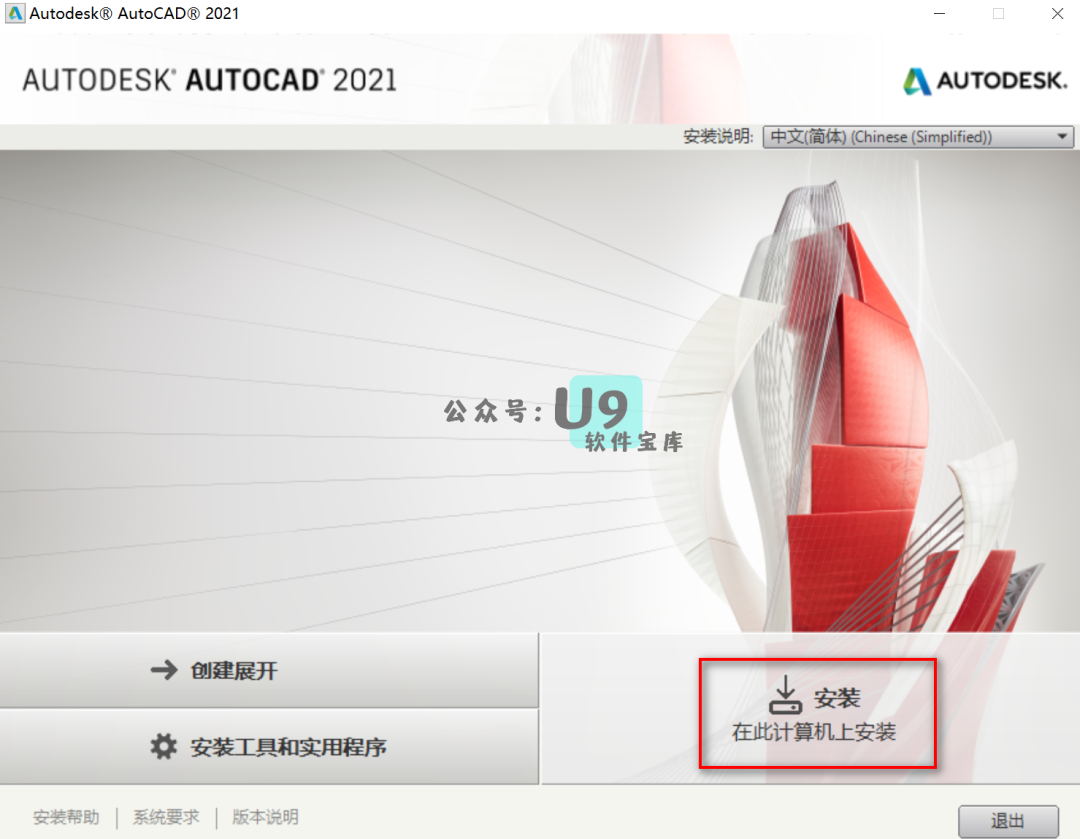 Autodesk® AutoCAD® 2021
AUTODESK® AUTOCAD® 2021
AUTODESK.
安装说明: 中文(简体) (Chinese (Simplified))
公众号: U9
软件宝库
创建展开
安装工具和实用程序
安装
在此计算机上安装
安装帮助 | 系统要求 | 版本说明
退出